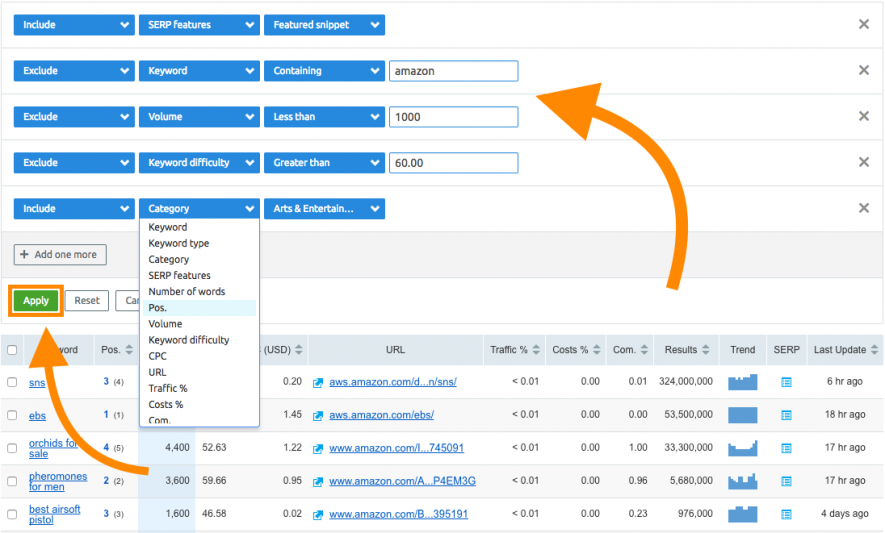 Include SERP features Featured snippet
Exclude Keyword Containing amazon
Exclude Volume Less than 1000
Exclude Keyword difficulty Greater than 60.00
Include Category Arts & Entertain...
Keyword
Keyword type
Category
SERP features
Number of words
Pos.
Volume
Keyword difficulty
CPC
URL
Traffic %
Costs %
Com.
+ Add one more
Apply Reset
Pos. (USD) URL Traffic % Costs % Com. Results Trend SERP Last Update
sns 3 (4) 0.20 aws.amazon.com/d...n/sns/ < 0.01 0.00 0.01 324,000,000 6 hr ago
ebs 1 (1) 1.45 aws.amazon.com/ebs/ < 0.01 0.00 0.00 53,500,000 18 hr ago
orchids for
sale 4 (5) 4,400 52.63 1.22 www.amazon.com/l...745091 < 0.01 0.00 1.00 33,300,000 17 hr ago
pheromones
for men 2 (2) 3,600 59.66 0.95 www.amazon.com/A...P4EM3G < 0.01 0.00 0.96 5,680,000 17 hr ago
best airsoft
pistol 3 (3) 1,600 46.58 0.02 www.amazon.com/B...395191 < 0.01 0.00 0.23 976,000 4 days ago